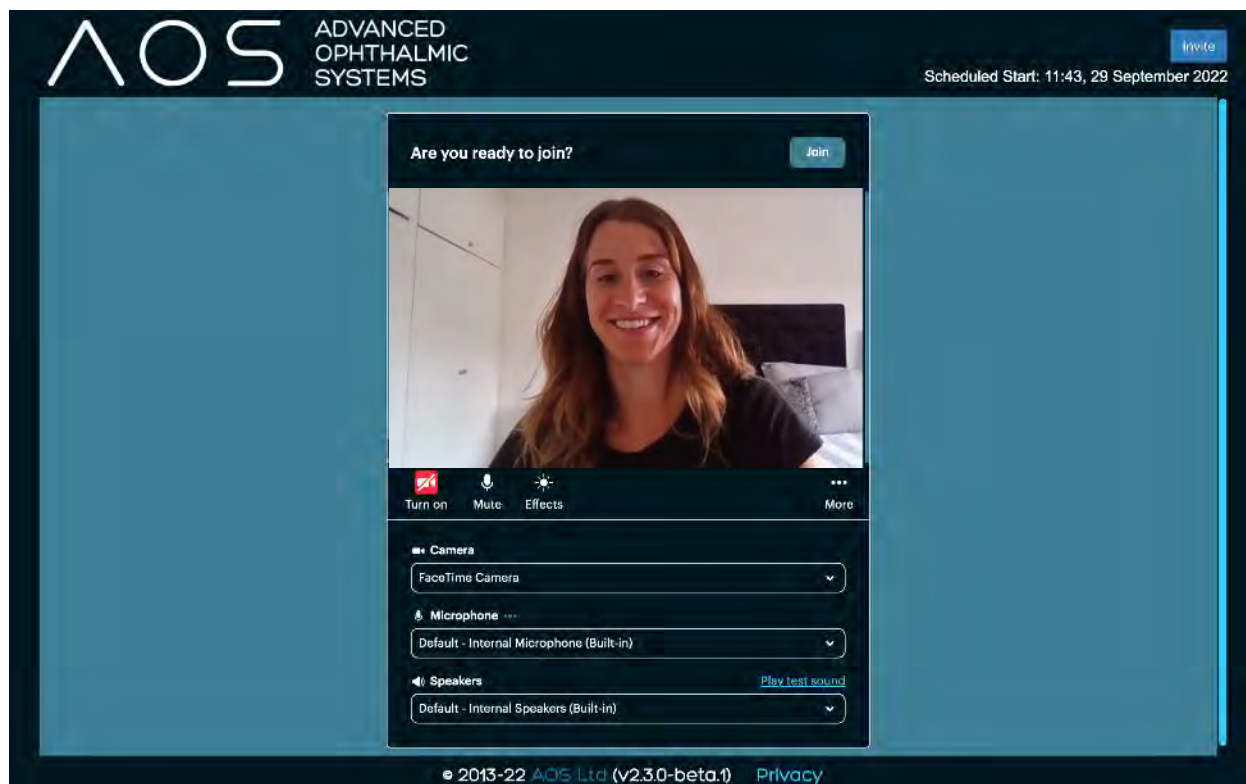 AOS
ADVANCED
OPHTHALMIC
SYSTEMS
Invite
Scheduled Start: 11:43, 29 September 2022
Are you ready to join?
Join
Turn on
Mute
Effects
More
Camera
FaceTime Camera
Microphone
Default - Internal Microphone (Built-in)
Speakers
Play test sound
Default - Internal Speakers (Built-in)
© 2013-22 AOS Ltd (v2.3.0-beta.1) Privacy